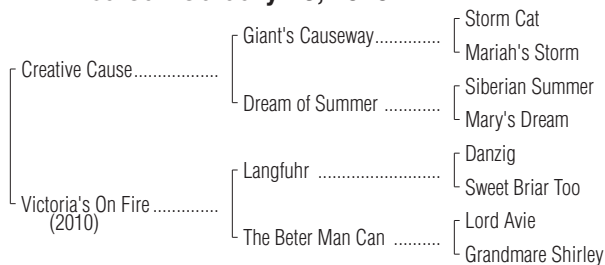 Storm Cat
Giant's Causeway.............
Mariah's Storm
Creative Cause.................
Siberian Summer
Dream of Summer ...........
Mary's Dream
Danzig
Langfuhr ........................
Sweet Briar Too
Victoria's On Fire.............
(2010)
Lord Avie
The Beter Man Can ..........
Grandmare Shirley